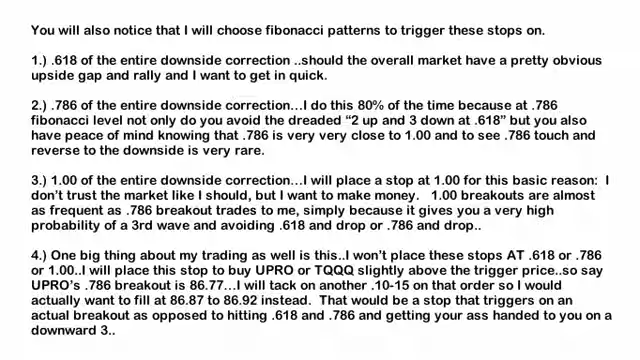 You will also notice that I will choose fibonacci patterns to trigger these stops on.
1.) .618 of the entire downside correction ..should the overall market have a pretty obvious
upside gap and rally and I want to get in quick.
2.) .786 of the entire downside correction...I do this 80% of the time because at .786
fibonacci level not only do you avoid the dreaded “2 up and 3 down at .618” but you also
have peace of mind knowing that .786 is very very close to 1.00 and to see .786 touch and
reverse to the downside is very rare.
3.) 1.00 of the entire downside correction...I will place a stop at 1.00 for this basic reason:  I
don’t trust the market like I should, but I want to make money.   1.00 breakouts are almost
as frequent as .786 breakout trades to me, simply because it gives you a very high
probability of a 3rd wave and avoiding .618 and drop or .786 and drop..
4.) One big thing about my trading as well is this..I won’t place these stops AT .618 or .786
or 1.00..I will place this stop to buy UPRO or TQQQ slightly above the trigger price..so say
UPRO’s .786 breakout is 86.77...I will tack on another .10-15 on that order so I would
actually want to fill at 86.87 to 86.92 instead.  That would be a stop that triggers on an
actual breakout as opposed to hitting .618 and .786 and getting your ass handed to you on a
downward 3..